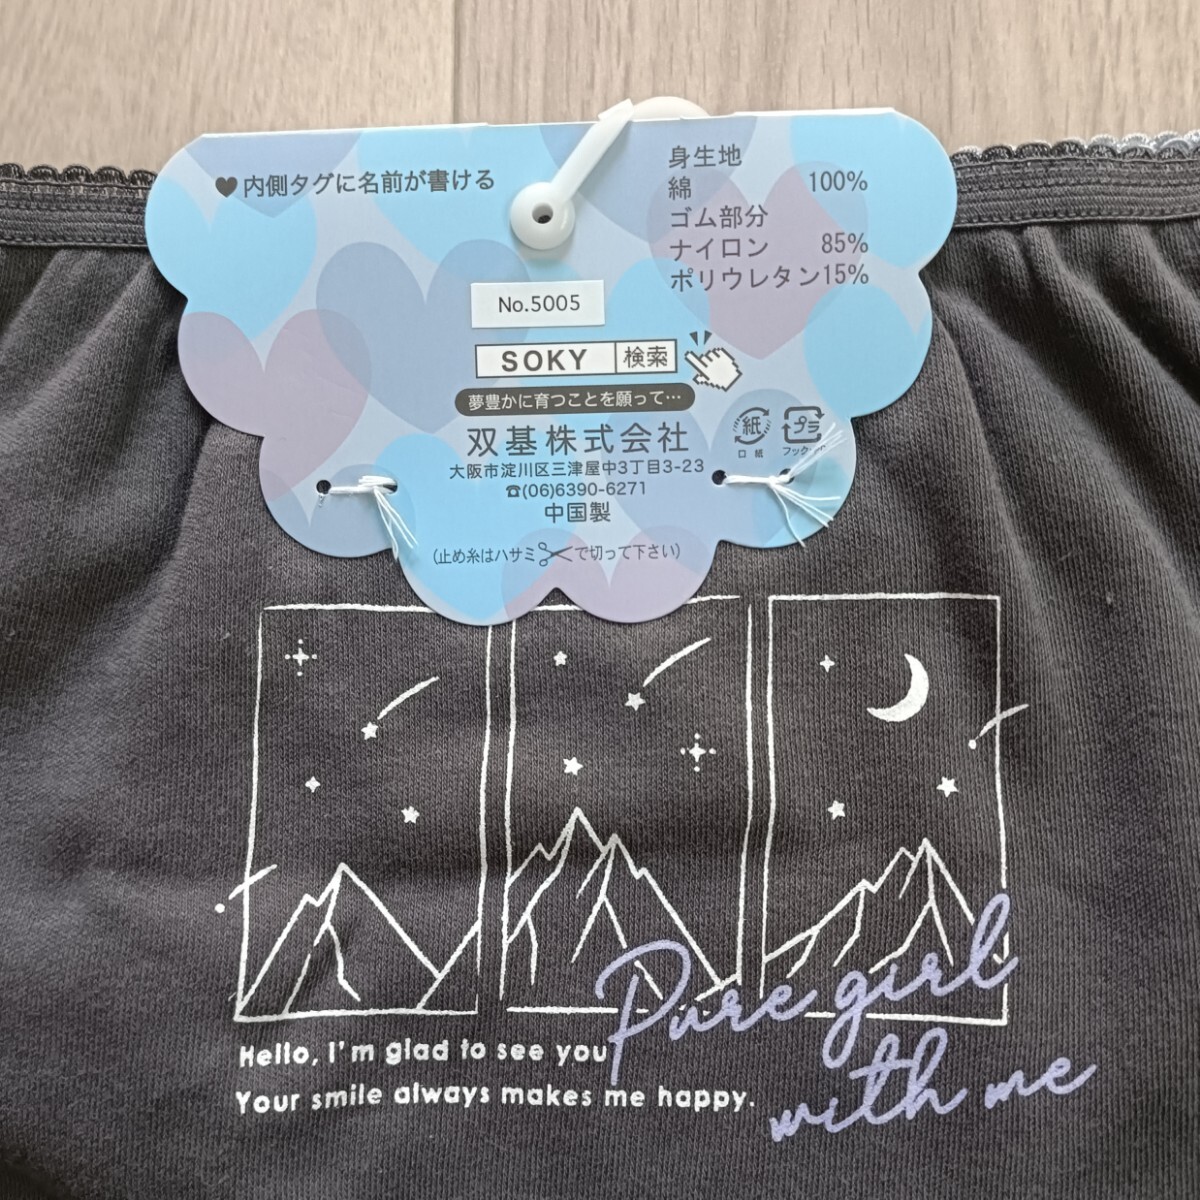 ♥内側タグに名前が書ける
身生地
綿 100%
ゴム部分
ナイロン 85%
ポリウレタン15%
No.5005
SOKY 検索
夢豊かに育つことを願って…
双基株式会社
大阪市淀川区三津屋中3丁目3-23
☎(06)6390-6271
中国製
(止め糸はハサミ✂で切って下さい)
紙
口紙
プラ
Hello, I'm glad to see you
Your smile always makes me happy.
Pure girl
with me